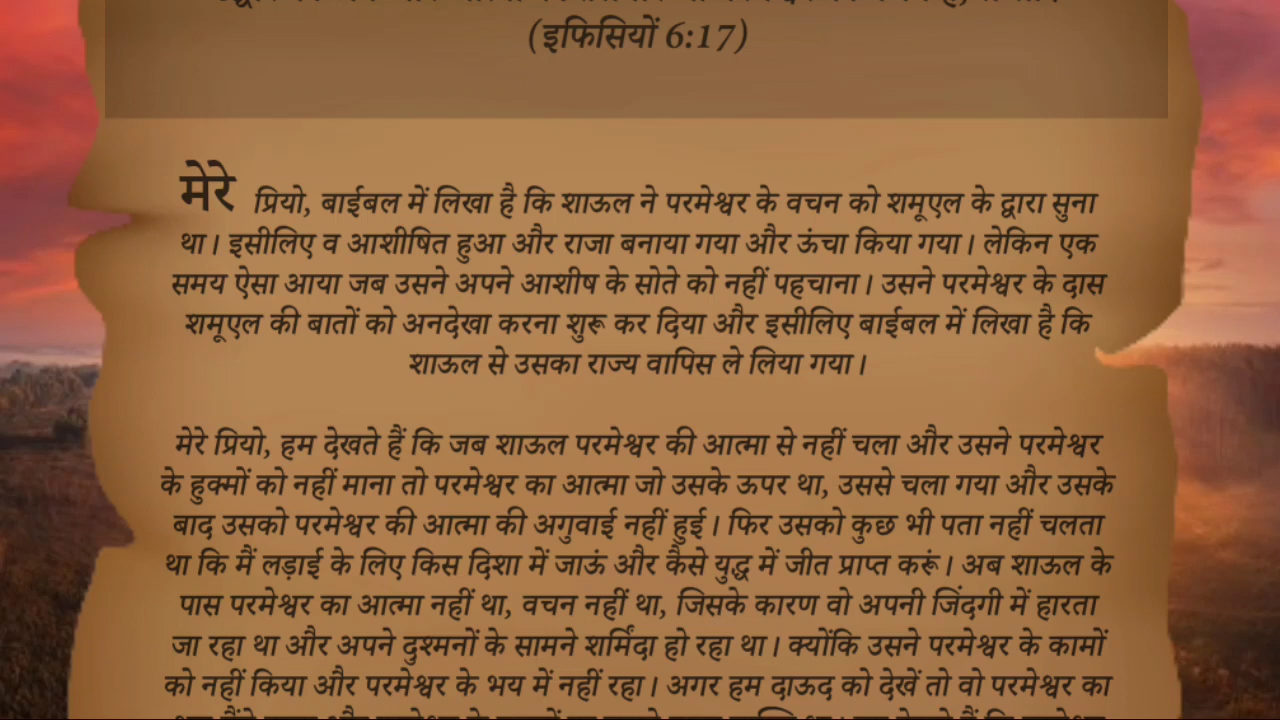 (इफिसियों 6:17)
मेरे प्रियो, बाईबल में लिखा है कि शाऊल ने परमेश्वर के वचन को शमूएल के द्वारा सुना
था। इसीलिए व आशीषित हुआ और राजा बनाया गया और ऊंचा किया गया। लेकिन एक
समय ऐसा आया जब उसने अपने आशीष के सोते को नहीं पहचाना। उसने परमेश्वर के दास
शमूएल की बातों को अनदेखा करना शुरू कर दिया और इसीलिए बाईबल में लिखा है कि
शाऊल से उसका राज्य वापिस ले लिया गया।
मेरे प्रियो, हम देखते हैं कि जब शाऊल परमेश्वर की आत्मा से नहीं चला और उसने परमेश्वर
के हुक्मों को नहीं माना तो परमेश्वर का आत्मा जो उसके ऊपर था, उससे चला गया और उसके
बाद उसको परमेश्वर की आत्मा की अगुवाई नहीं हुई। फिर उसको कुछ भी पता नहीं चलता
था कि मैं लड़ाई के लिए किस दिशा में जाऊं और कैसे युद्ध में जीत प्राप्त करूं। अब शाऊल के
पास परमेश्वर का आत्मा नहीं था, वचन नहीं था, जिसके कारण वो अपनी जिंदगी में हारता
जा रहा था और अपने दुश्मनों के सामने शर्मिंदा हो रहा था। क्योंकि उसने परमेश्वर के कामों
को नहीं किया और परमेश्वर के भय में नहीं रहा। अगर हम दाऊद को देखें तो वो परमेश्वर का